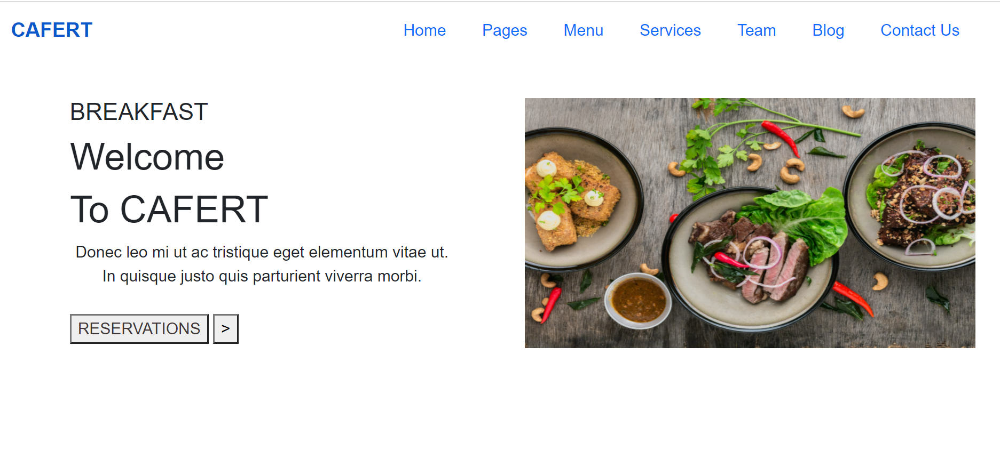 CAFERT
Home Pages Menu Services Team Blog Contact Us
BREAKFAST
Welcome
To CAFERT
Donec leo mi ut ac tristique eget elementum vitae ut.
In quisque justo quis parturient viverra morbi.
RESERVATIONS >